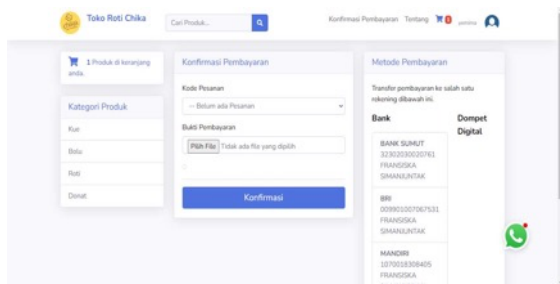 Toko Roti Chika
Cari Produk...
Konfirmasi Pembayaran Tentang 0
1 Produk di keranjang
anda.
Kategori Produk
Kue
Bolu
Roti
Donat
Konfirmasi Pembayaran
Kode Pesanan
-- Belum ada Pesanan
Bukti Pembayaran
Pilih File Tidak ada file yang dipilih
Konfirmasi
Metode Pembayaran
Transfer pembayaran ke salah satu
rekening dibawah ini.
Bank
Dompet
Digital
BANK SUMUT
32302030020761
FRANSISKA
SIMANJUNTAK
BRI
009901007067531
FRANSISKA
SIMANJUNTAK
MANDIRI
1070018308405
FRANSISKA